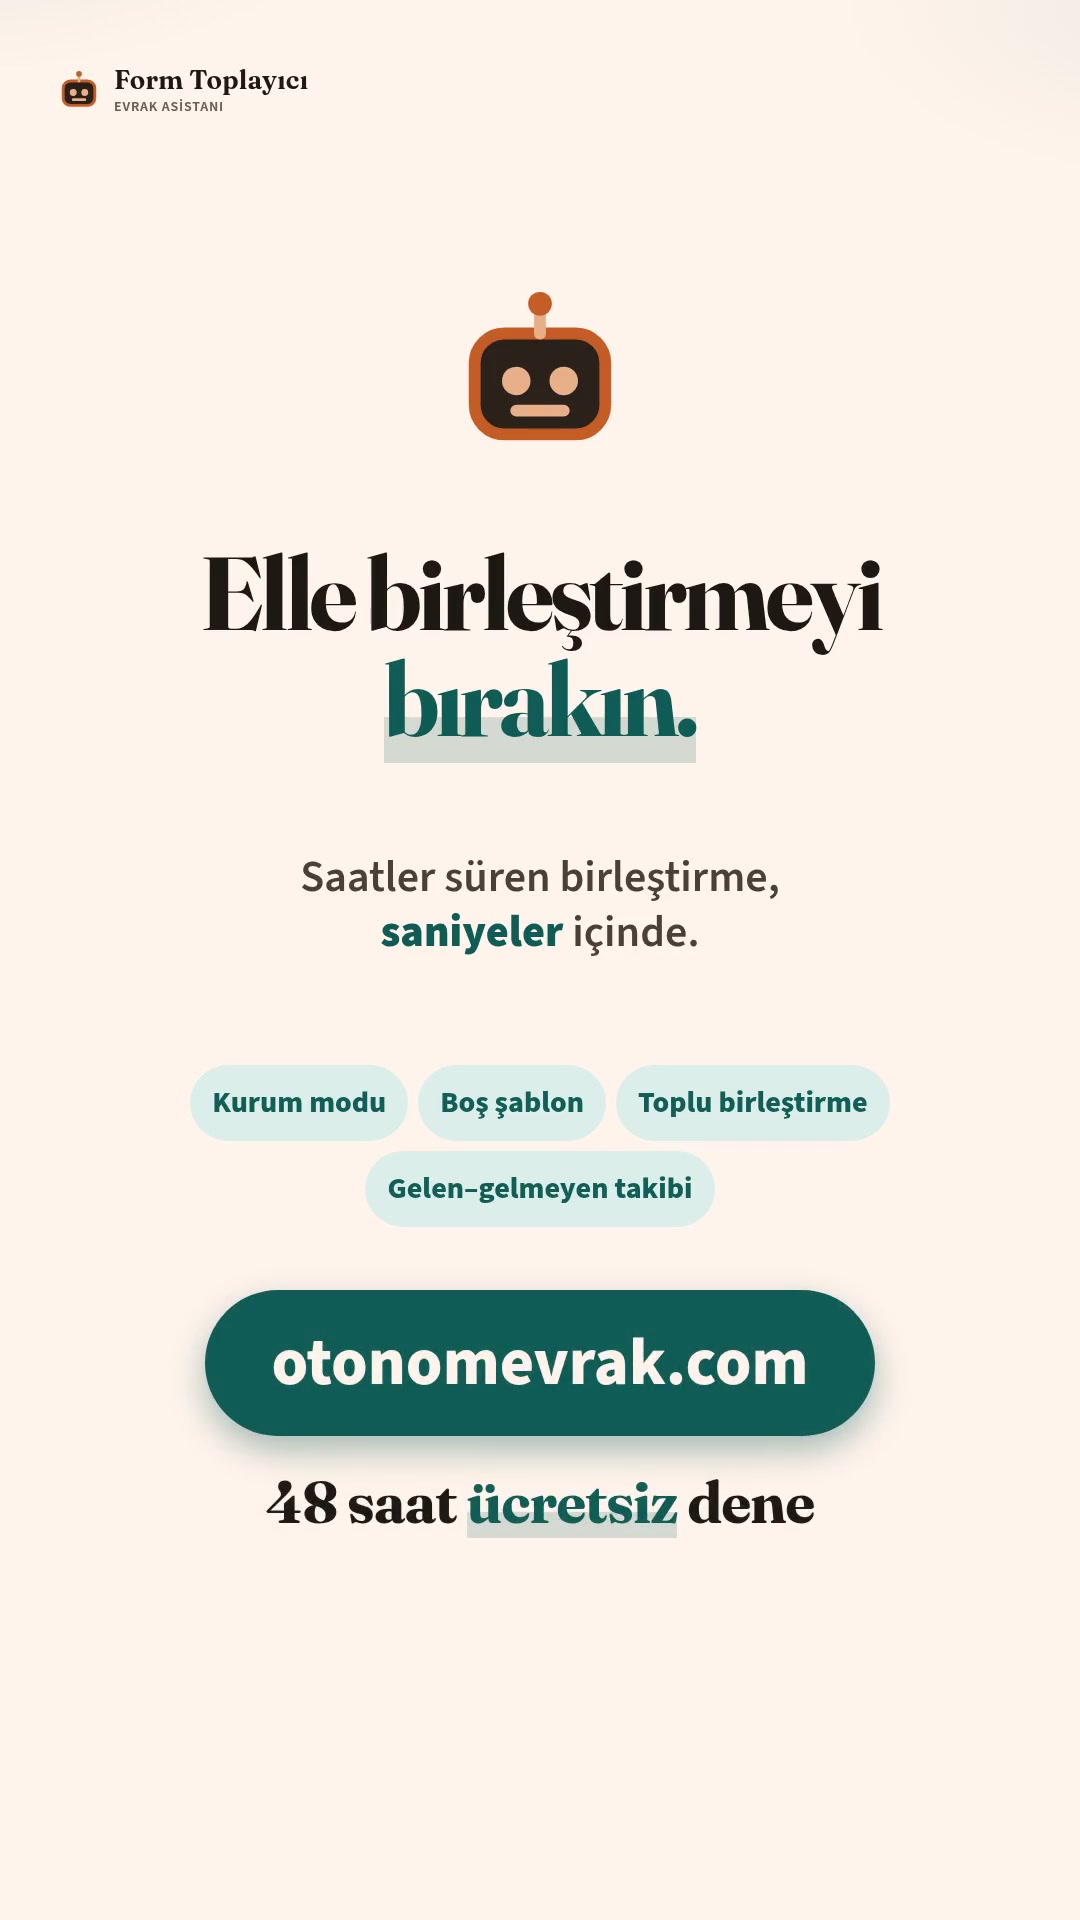 Form Toplayıcı
EVRAK ASİSTANI
Elle birleştirmeyi
bırakın.
Saatler süren birleştirme,
saniyeler içinde.
Kurum modu
Boş şablon
Toplu birleştirme
Gelen–gelmeyen takibi
otonomevrak.com
48 saat ücretsiz dene